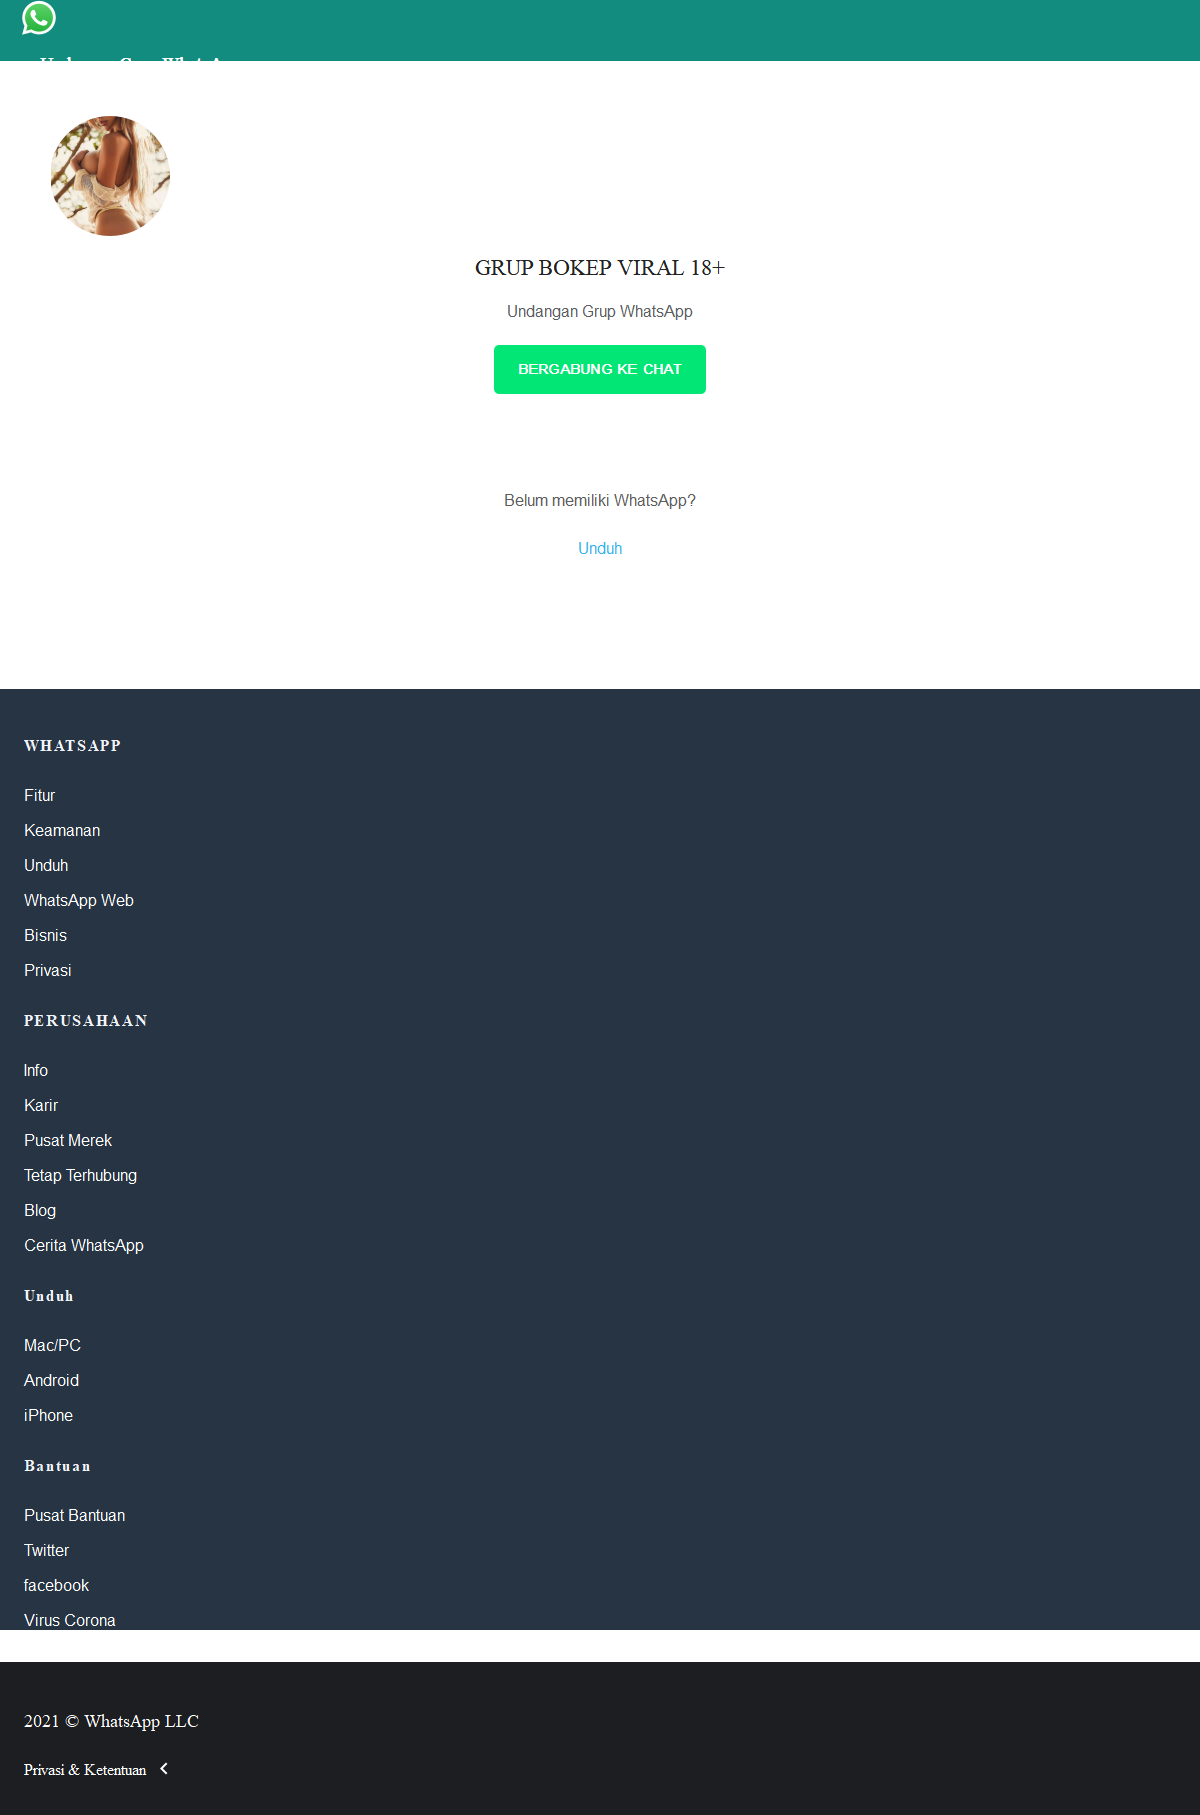 GRUP BOKEP VIRAL 18+
Undangan Grup WhatsApp
BERGABUNG KE CHAT
Belum memiliki WhatsApp?
Unduh
WHATSAPP
Fitur
Keamanan
Unduh
WhatsApp Web
Bisnis
Privasi
PERUSAHAAN
Info
Karir
Pusat Merek
Tetap Terhubung
Blog
Cerita WhatsApp
Unduh
Mac/PC
Android
iPhone
Bantuan
Pusat Bantuan
Twitter
facebook
Virus Corona
2021 © WhatsApp LLC
Privasi & Ketentuan